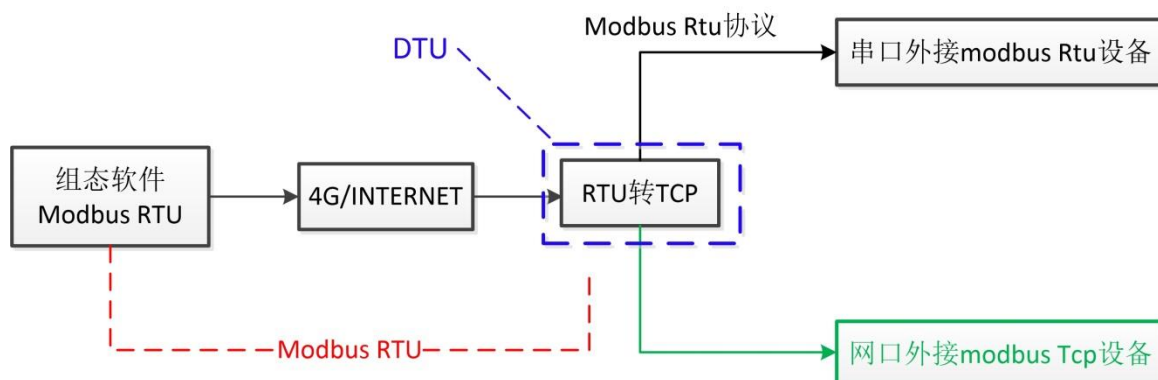 Modbus Rtu协议
DTU
串口外接modbus Rtu设备
组态软件
Modbus RTU
4G/INTERNET
RTU转TCP
Modbus RTU
网口外接modbus Tcp设备